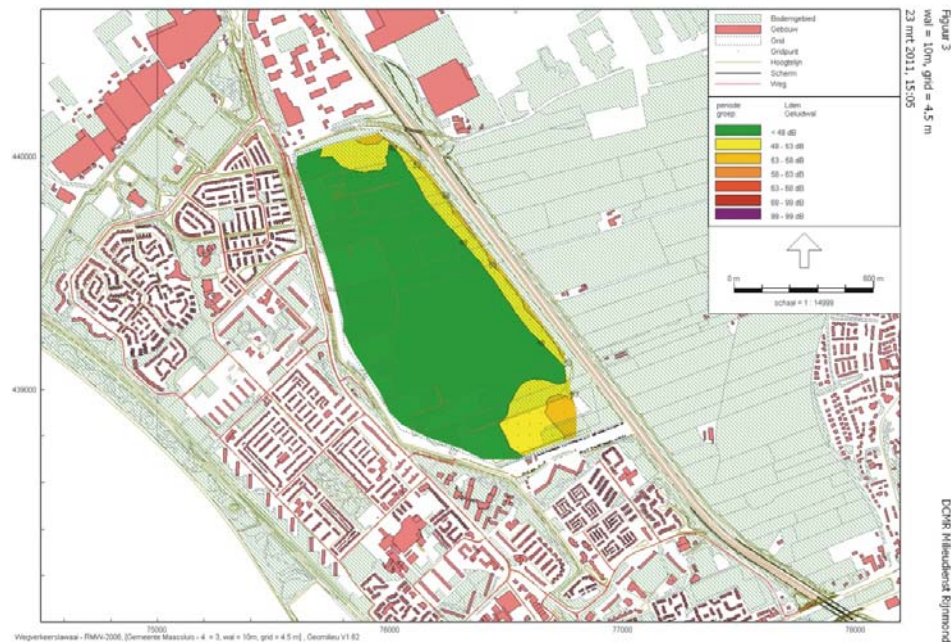 Figuur 3
wal = 10m, grid = 4.5 m
23 mrt 2011, 15:05
Bodemgebied
Gebouw
Grid
Gridpunt
Hoogtelijn
Scherm
Weg
periode
groep:
Lden
Geluidwal
< 48 dB
48 - 53 dB
53 - 58 dB
58 - 63 dB
63 - 68 dB
68 - 99 dB
99 - 99 dB
0 m
600 m
schaal = 1 : 14999
440000
439000
75000
76000
77000
78000
DCMR Milieudienst Rijnmond
Wegverkeerslawaai - RMW-2006, [Gemeente Maassluis - 4 = 3, wal = 10m, grid = 4.5 m] , Geomilieu V1.62